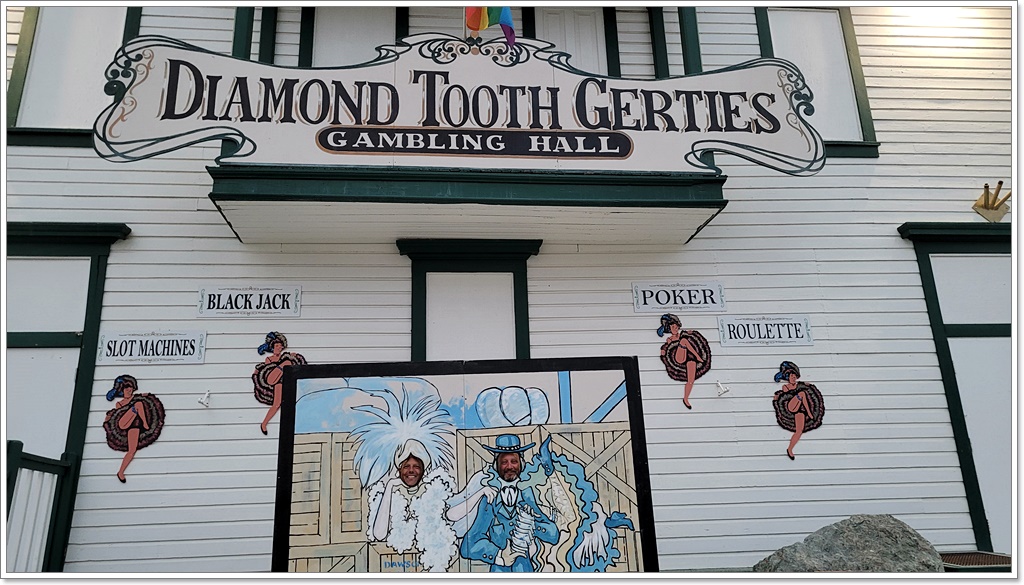 DIAMOND TOOTH GERTIES
GAMBLING HALL
BLACK JACK
SLOT MACHINES
POKER
ROULETTE